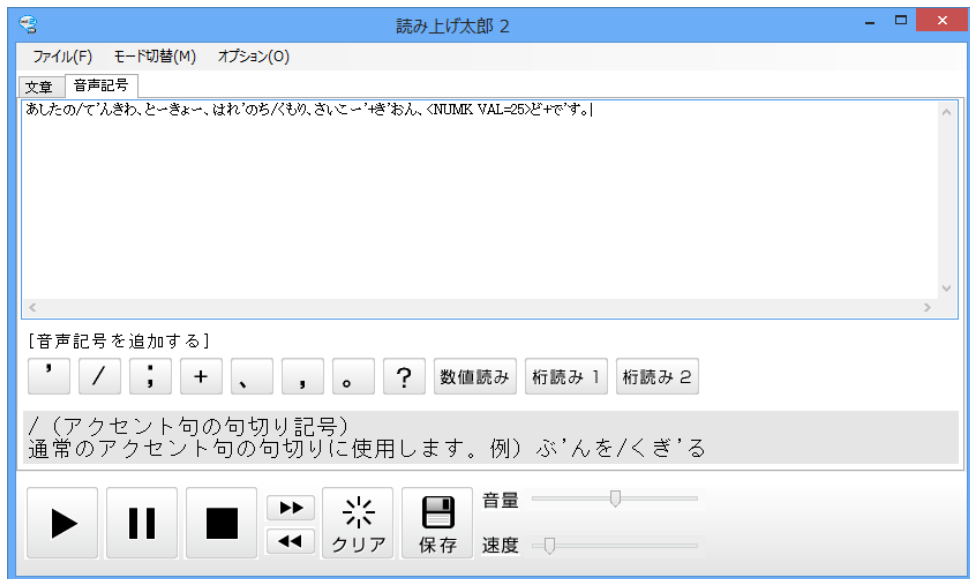 読み上げ太郎 2
ファイル(F) モード切替(M) オプション(O)
文章 音声記号
あしたの/て'んきわ、とーきょー、はれ'のち/くもり、さいこー'+き'おん、<NUMK VAL=25>ど+で'す。
[音声記号を追加する]
' / ; + 、 , 。 ? 数値読み 桁読み 1 桁読み 2
/ (アクセント句の句切り記号)
通常のアクセント句の句切りに使用します。例) ぶ'んを/くぎ'る
クリア 保存 音量
速度